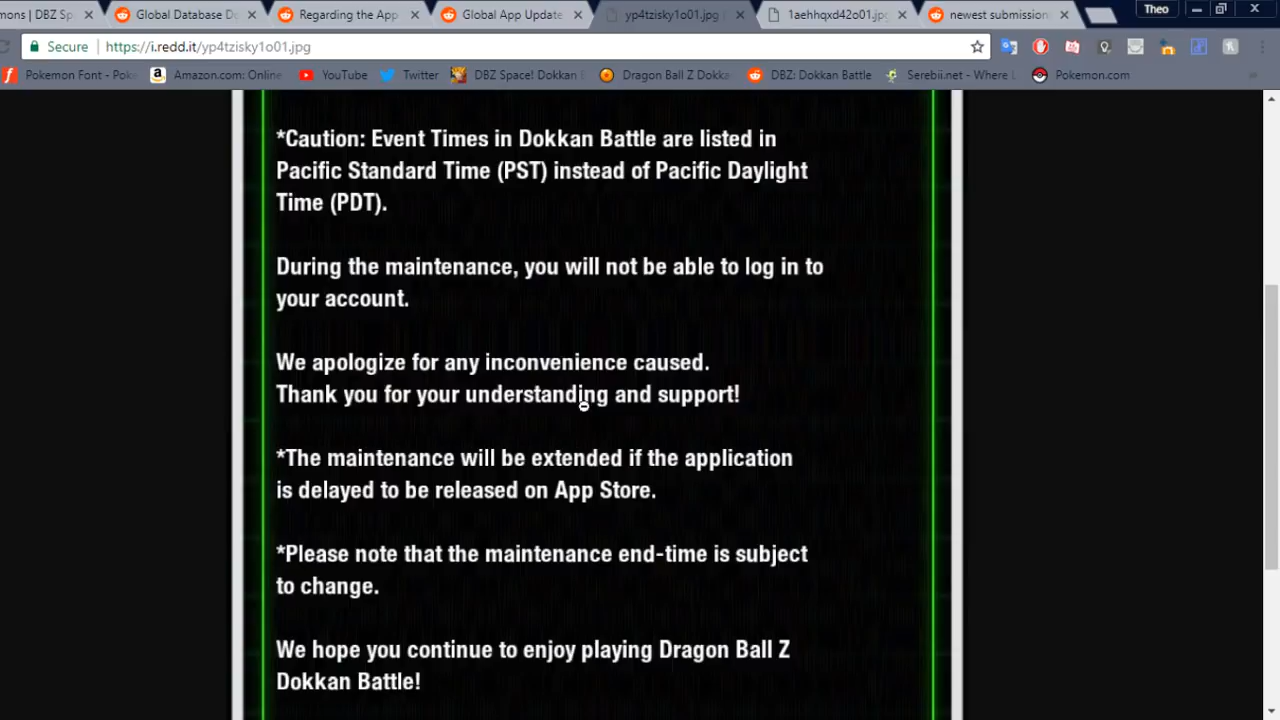 mons | DBZ Sp
Global Database D
Regarding the App
Global App Update
yp4tzisky1o01.jpg
1aehhqxd42o01.jpg
newest submission
Theo
Secure
https://i.redd.it/yp4tzisky1o01.jpg
Pokemon Font - Poke
Amazon.com: Online
YouTube
Twitter
DBZ Space! Dokkan
Dragon Ball Z Dokka
DBZ: Dokkan Battle
Serebii.net - Where L
Pokemon.com
*Caution: Event Times in Dokkan Battle are listed in
Pacific Standard Time (PST) instead of Pacific Daylight
Time (PDT).
During the maintenance, you will not be able to log in to
your account.
We apologize for any inconvenience caused.
Thank you for your understanding and support!
*The maintenance will be extended if the application
is delayed to be released on App Store.
*Please note that the maintenance end-time is subject
to change.
We hope you continue to enjoy playing Dragon Ball Z
Dokkan Battle!